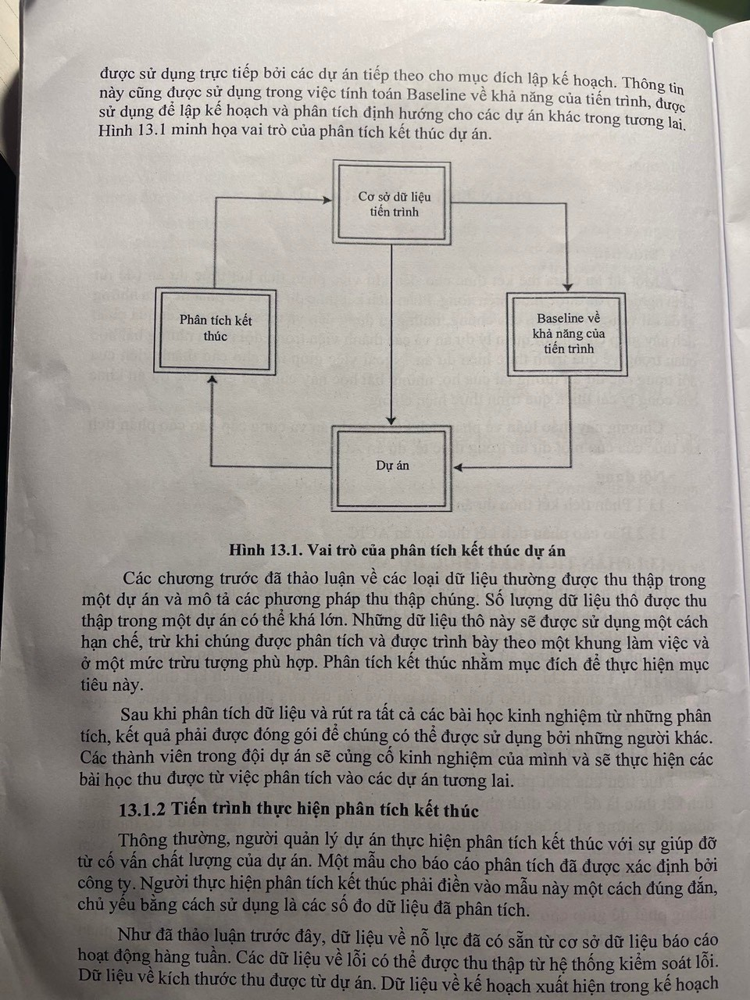 được sử dụng trực tiếp bởi các dự án tiếp theo cho mục đích lập kế hoạch. Thông tin
này cũng được sử dụng trong việc tính toán Baseline về khả năng của tiến trình, được
sử dụng để lập kế hoạch và phân tích định hướng cho các dự án khác trong tương lai.
Hình 13.1 minh họa vai trò của phân tích kết thúc dự án.
Cơ sở dữ liệu
tiến trình
Phân tích kết
thúc
Baseline về
khả năng của
tiến trình
Dự án
Hình 13.1. Vai trò của phân tích kết thúc dự án
Các chương trước đã thảo luận về các loại dữ liệu thường được thu thập trong
một dự án và mô tả các phương pháp thu thập chúng. Số lượng dữ liệu thô được thu
thập trong một dự án có thể khá lớn. Những dữ liệu thô này sẽ được sử dụng một cách
hạn chế, trừ khi chúng được phân tích và được trình bày theo một khung làm việc và
ở một mức trừu tượng phù hợp. Phân tích kết thúc nhằm mục đích để thực hiện mục
tiêu này.
Sau khi phân tích dữ liệu và rút ra tất cả các bài học kinh nghiệm từ những phân
tích, kết quả phải được đóng gói để chúng có thể được sử dụng bởi những người khác.
Các thành viên trong đội dự án sẽ củng cố kinh nghiệm của mình và sẽ thực hiện các
bài học thu được từ việc phân tích vào các dự án tương lai.
13.1.2 Tiến trình thực hiện phân tích kết thúc
Thông thường, người quản lý dự án thực hiện phân tích kết thúc với sự giúp đỡ
từ cố vấn chất lượng của dự án. Một mẫu cho báo cáo phân tích đã được xác định bởi
công ty. Người thực hiện phân tích kết thúc phải điền vào mẫu này một cách đúng đắn,
chủ yếu bằng cách sử dụng là các số đo dữ liệu đã phân tích.
Như đã thảo luận trước đây, dữ liệu về nỗ lực đã có sẵn từ cơ sở dữ liệu báo cáo
hoạt động hàng tuần. Các dữ liệu về lỗi có thể được thu thập từ hệ thống kiểm soát lỗi.
Dữ liệu về kích thước thu được từ dự án. Dữ liệu về kế hoạch xuất hiện trong kế hoạch